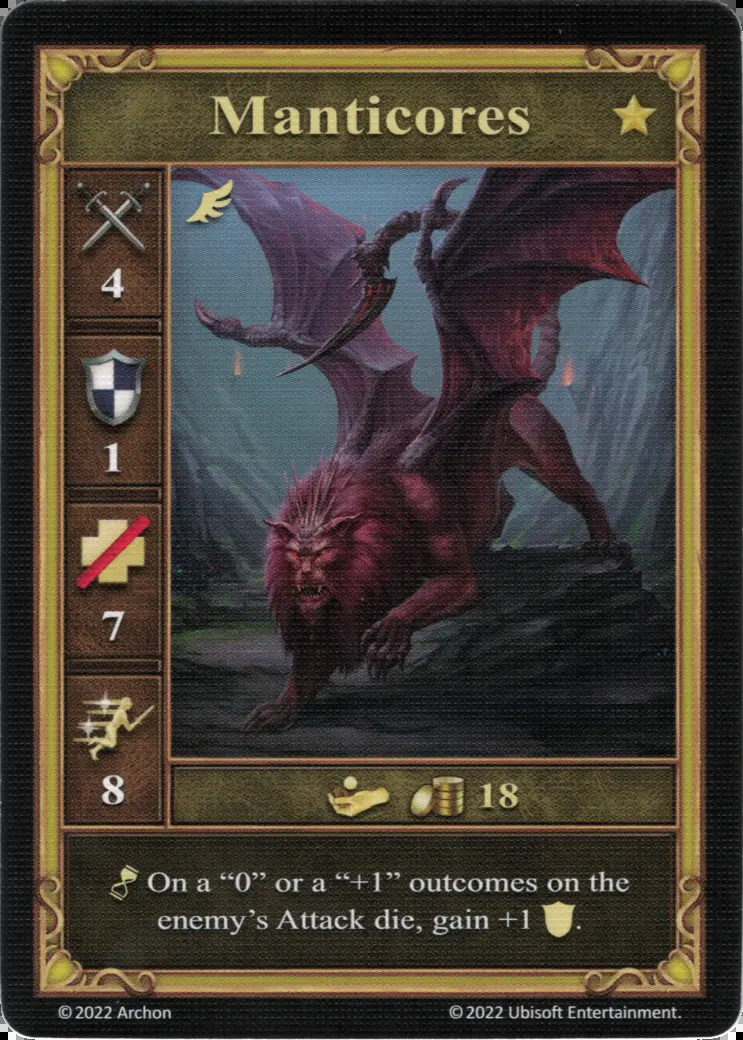 Manticores
4
1
7
8
18
On a “0” or a “+1” outcomes on the
enemy’s Attack die, gain +1 .
© 2022 Archon
© 2022 Ubisoft Entertainment.